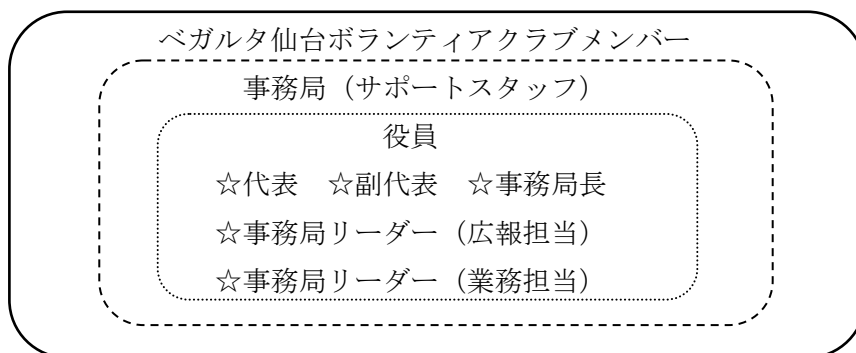 ベガルタ仙台ボランティアクラブメンバー
事務局（サポートスタッフ）
役員
☆代表　☆副代表　☆事務局長
☆事務局リーダー（広報担当）
☆事務局リーダー（業務担当）